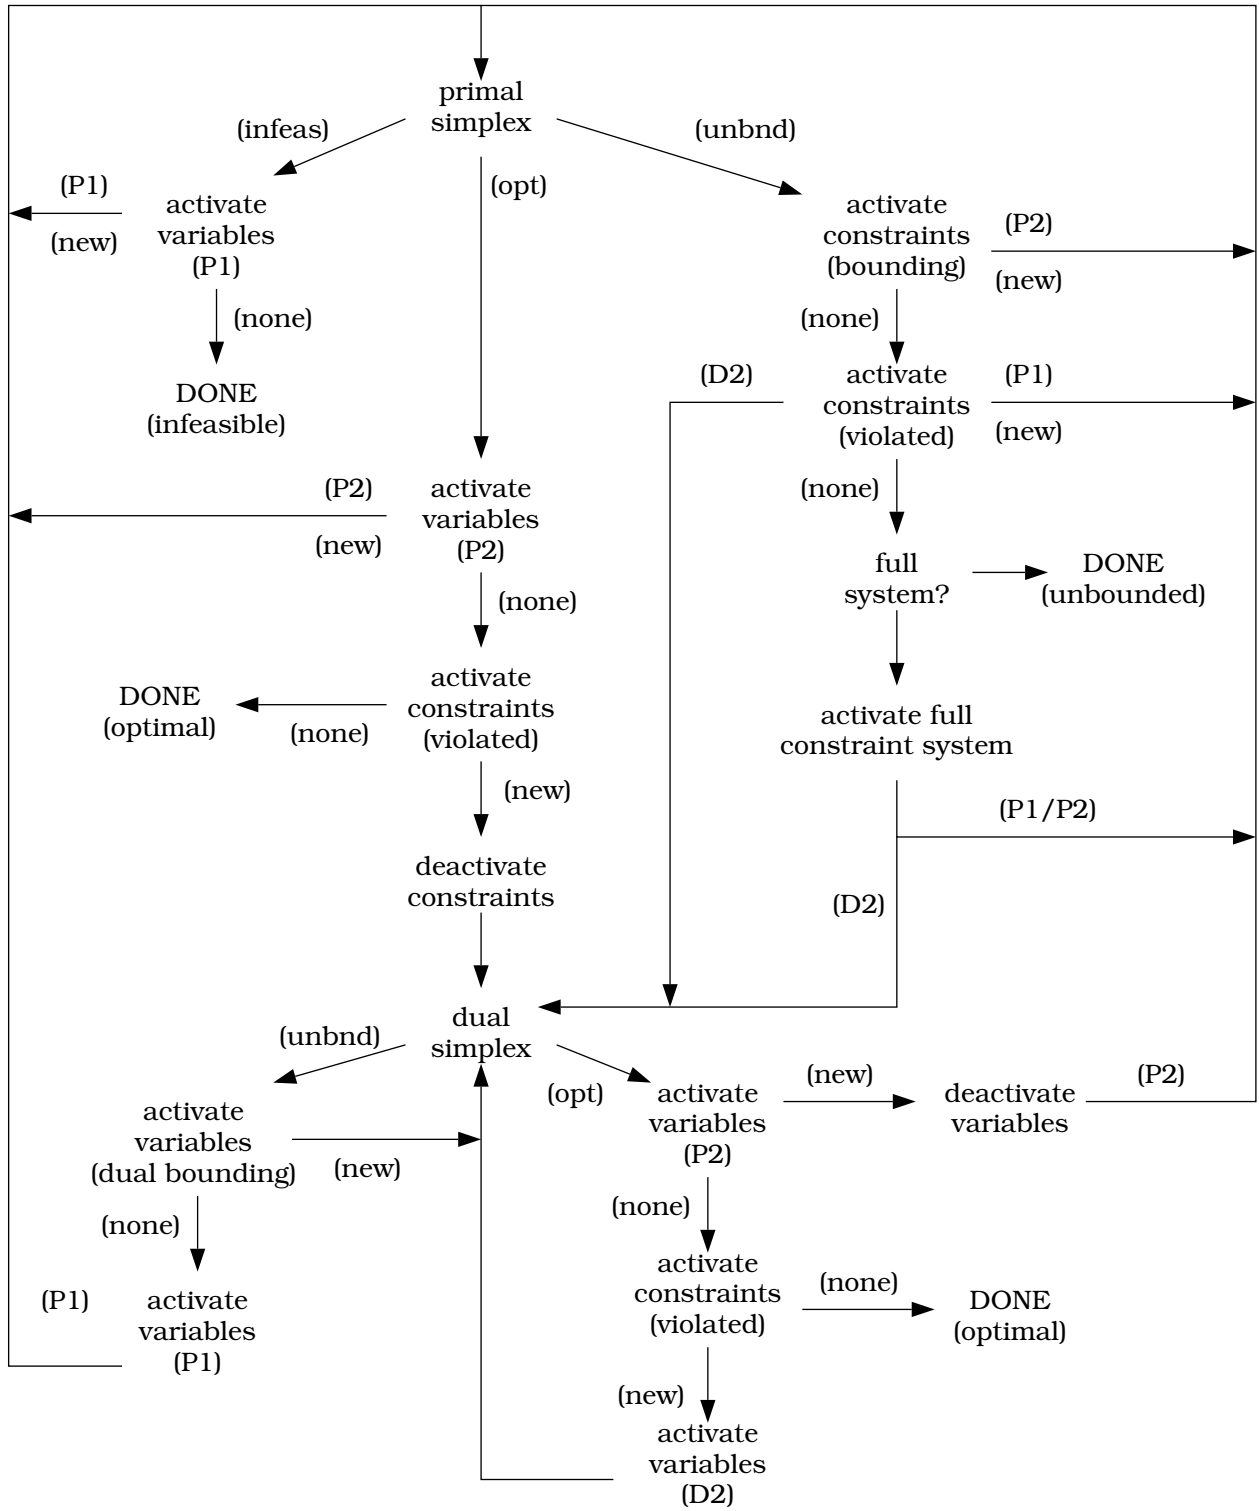 primal
simplex
(infeas)
(unbnd)
(opt)
(P1)
(new)
activate
variables
(P1)
(none)
DONE
(infeasible)
activate
constraints
(bounding)
(P2)
(new)
(none)
(D2)
activate
constraints
(violated)
(P1)
(new)
(none)
full
system?
DONE
(unbounded)
activate full
constraint system
(P1/P2)
(D2)
(P2)
(new)
activate
variables
(P2)
(none)
activate
constraints
(violated)
(none)
DONE
(optimal)
(new)
deactivate
constraints
dual
simplex
(unbnd)
(opt)
activate
variables
(dual bounding)
(new)
(none)
(P1)
activate
variables
(P1)
activate
variables
(P2)
(new)
deactivate
variables
(P2)
(none)
activate
constraints
(violated)
(none)
DONE
(optimal)
(new)
activate
variables
(D2)